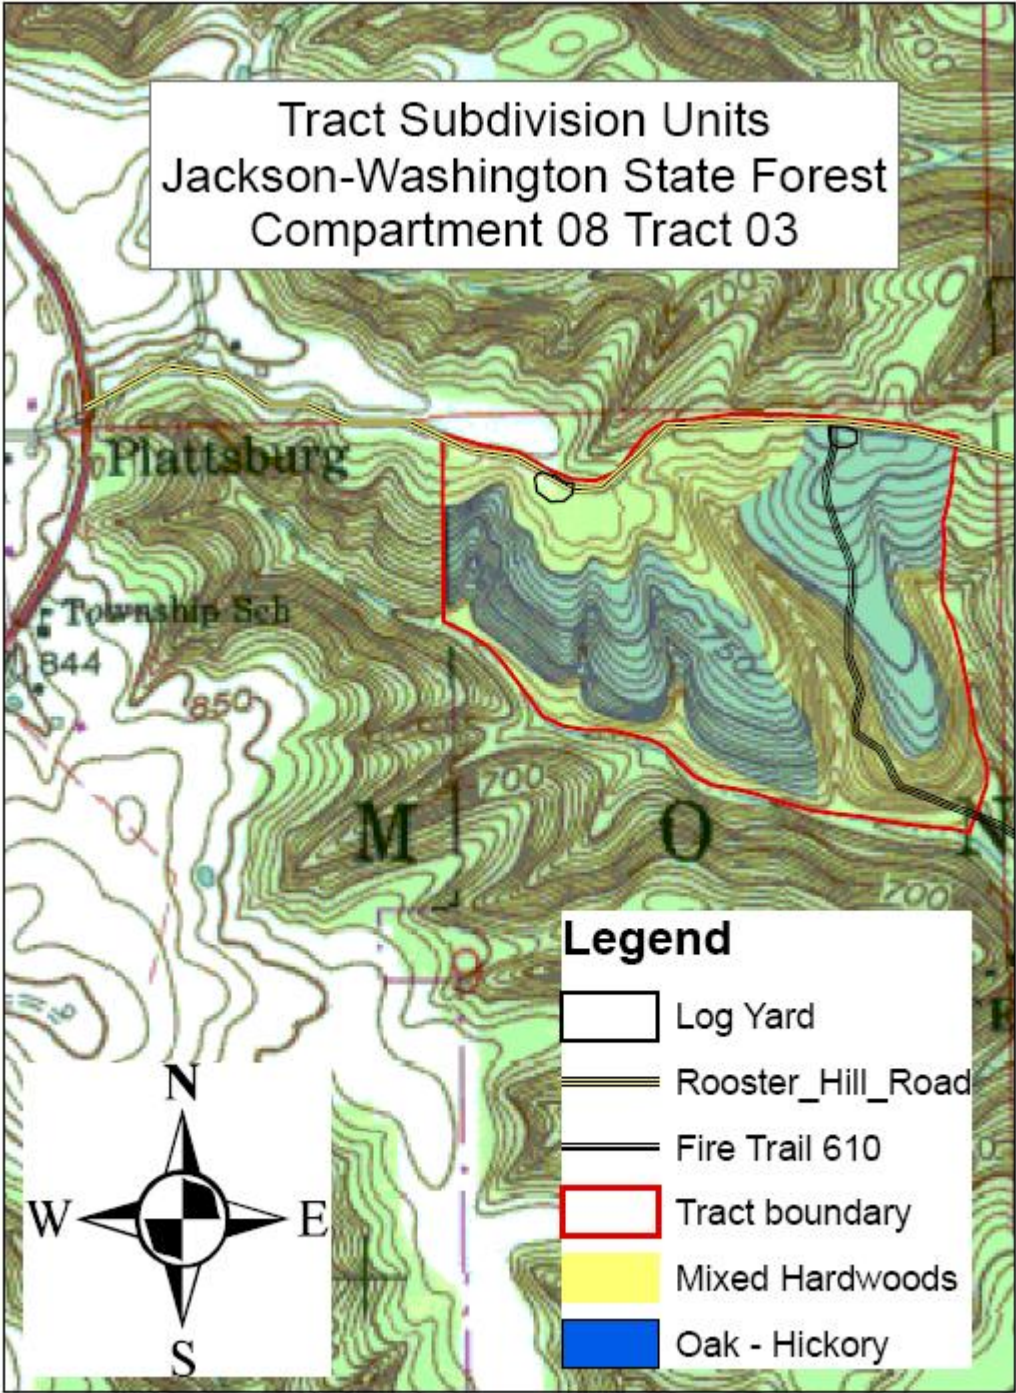 700
Tract Subdivision Units
Jackson-Washington State Forest
Compartment 08 Tract 03
700
Plattsburg
Township Sch
844
750
850
700
M O N
700
Legend
Log Yard
Rooster_Hill_Road
Fire Trail 610
Tract boundary
Mixed Hardwoods
Oak - Hickory
N
W E
S